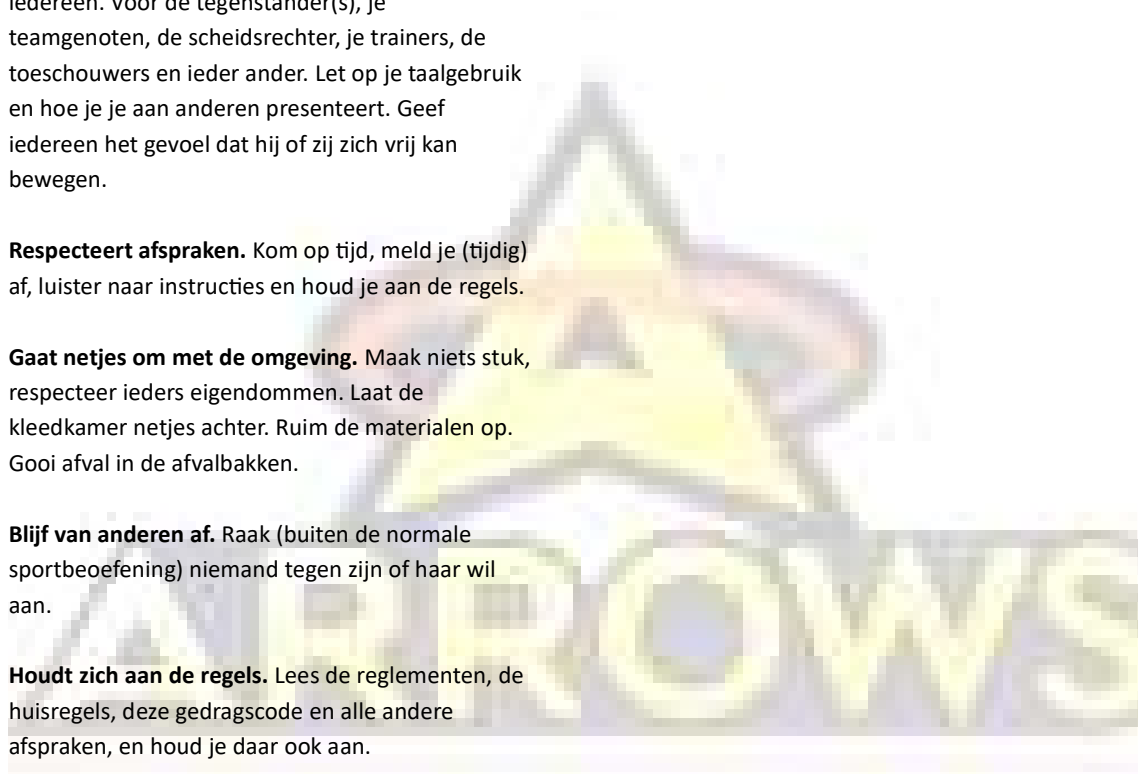 iedereen. Voor de tegenstander(s), je
teamgenoten, de scheidsrechter, je trainers, de
toeschouwers en ieder ander. Let op je taalgebruik
en hoe je je aan anderen presenteert. Geef
iedereen het gevoel dat hij of zij zich vrij kan
bewegen.
Respecteert afspraken. Kom op tijd, meld je (tijdig)
af, luister naar instructies en houd je aan de regels.
Gaat netjes om met de omgeving. Maak niets stuk,
respecteer ieders eigendommen. Laat de
kleedkamer netjes achter. Ruim de materialen op.
Gooi afval in de afvalbakken.
Blijf van anderen af. Raak (buiten de normale
sportbeoefening) niemand tegen zijn of haar wil
aan.
Houdt zich aan de regels. Lees de reglementen, de
huisregels, deze gedragscode en alle andere
afspraken, en houd je daar ook aan.
ARROWS